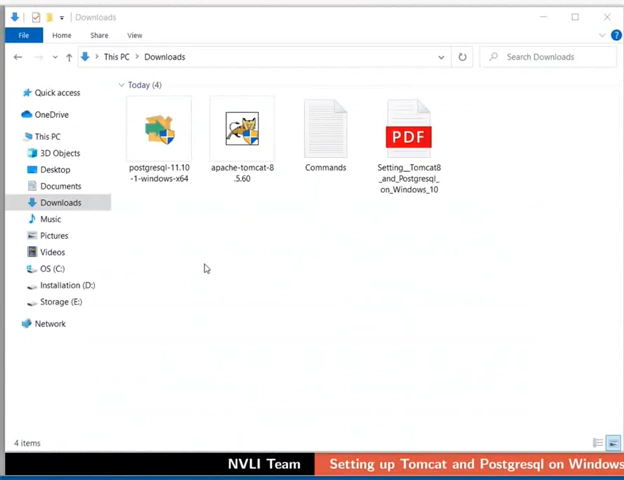 Downloads
File Home Share View
This PC Downloads
Search Downloads
Today (4)
Quick access
OneDrive
This PC
3D Objects
Desktop
Documents
Downloads
Music
Pictures
Videos
OS (C:)
Installation (D:)
Storage (E:)
Network
postgresql-11.10
-1-windows-x64
apache-tomcat-8
.5.60
Commands
PDF
Setting__Tomcat8
_and_Postgresql_
on_Windows_10
4 items
NVLI Team
Setting up Tomcat and Postgresql on Windows